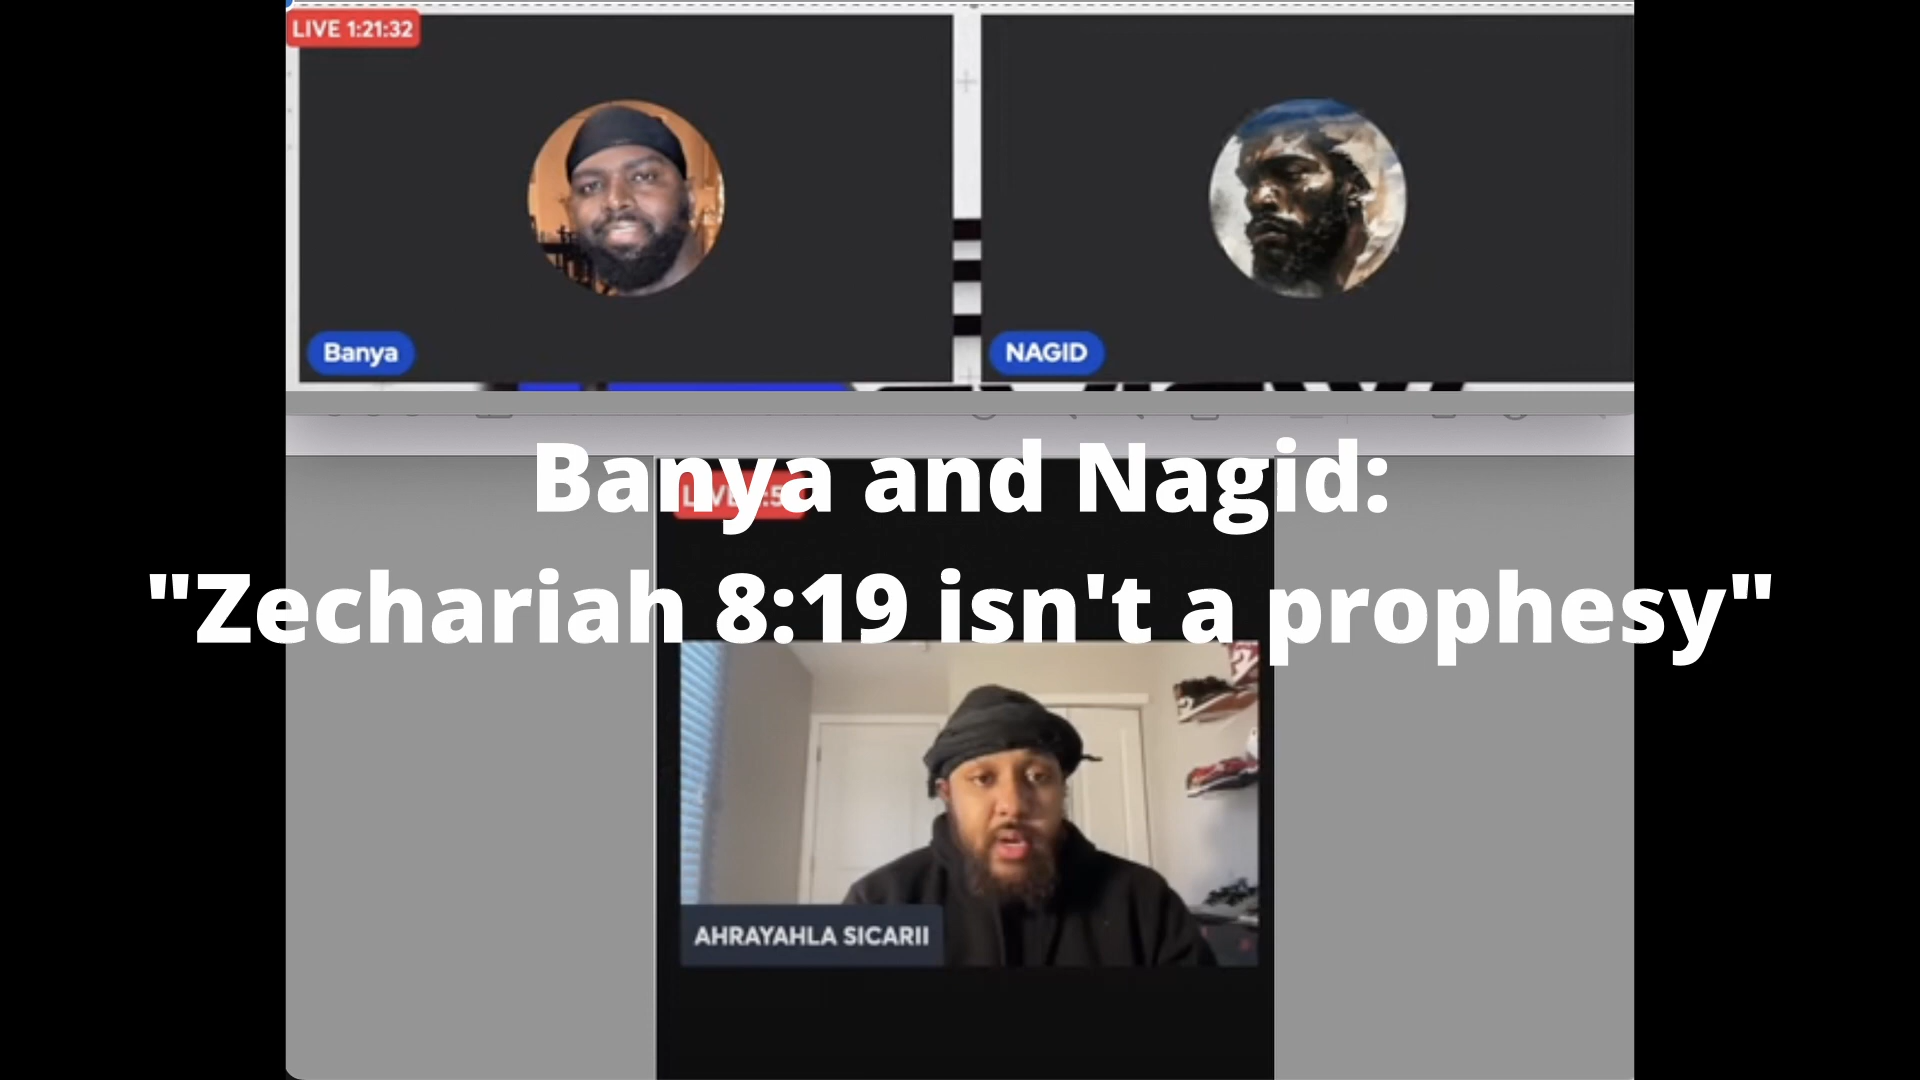 LIVE 1:21:32
Banya
NAGID
Banya and Nagid:
"Zechariah 8:19 isn't a prophesy"
AHRAYAHLA SICARII